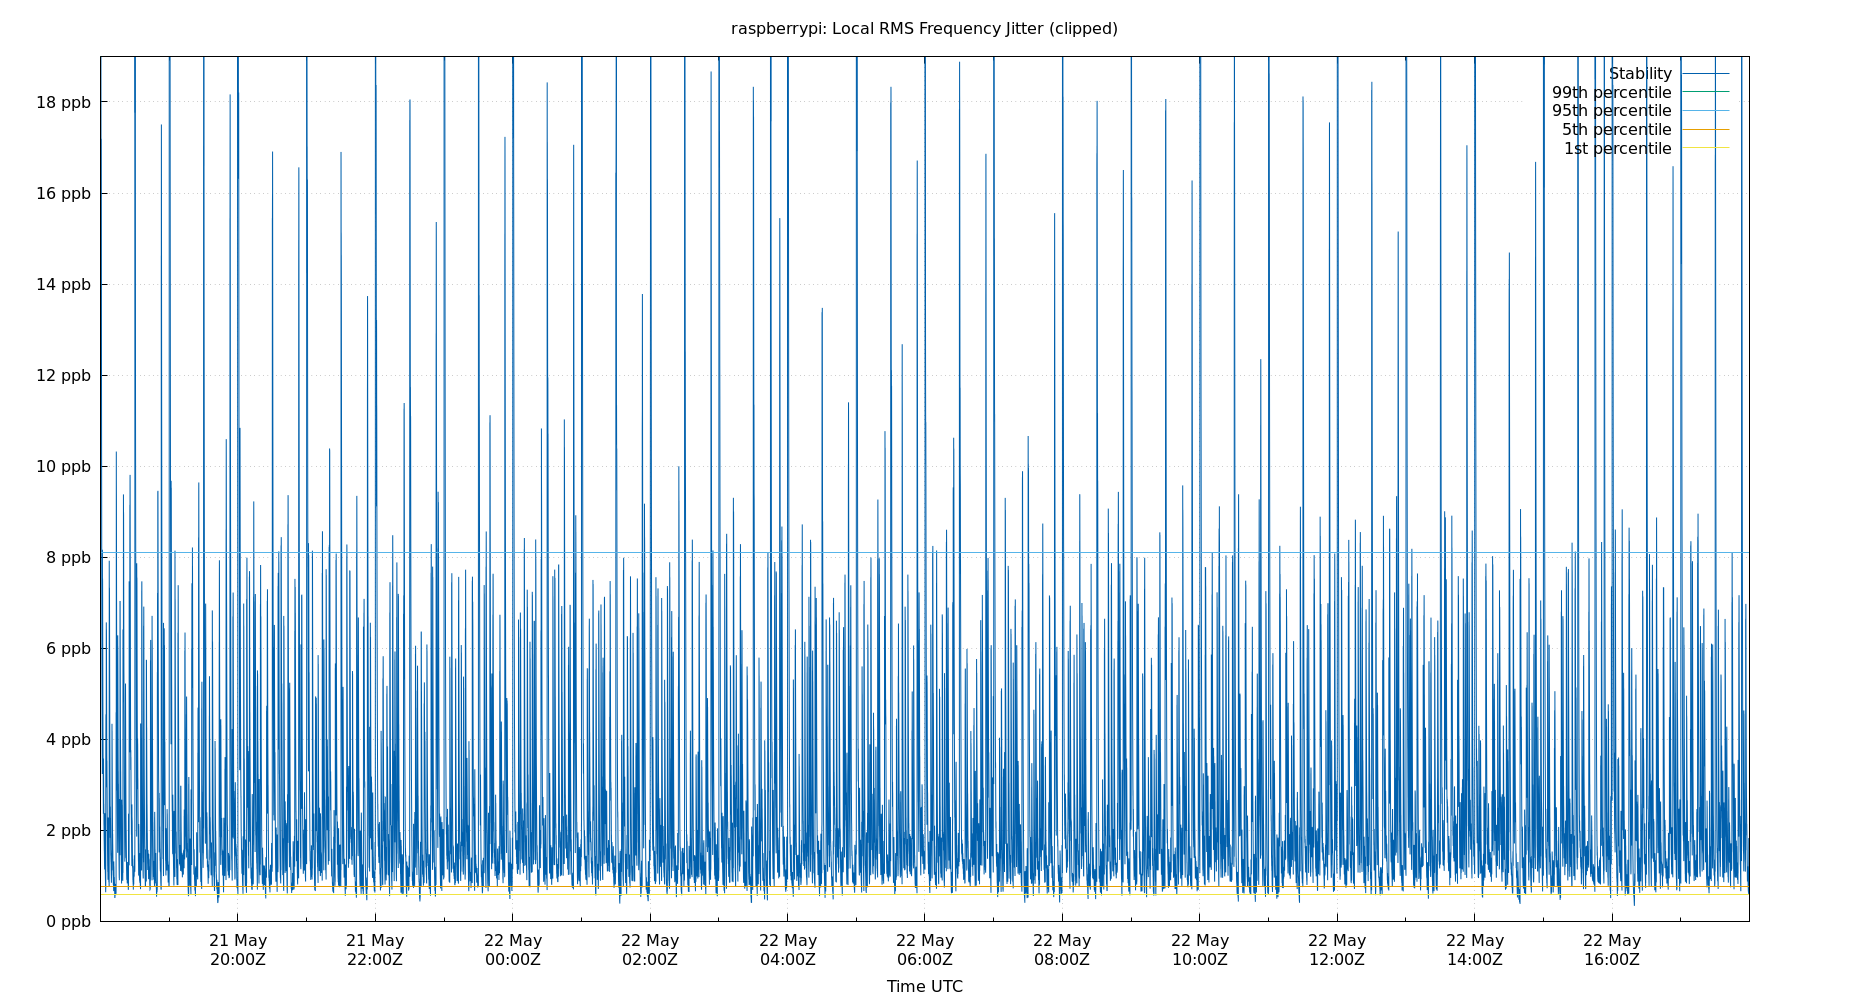 raspberrypi: Local RMS Frequency Jitter (clipped)
Stability
99th percentile
95th percentile
5th percentile
1st percentile
18 ppb
16 ppb
14 ppb
12 ppb
10 ppb
8 ppb
6 ppb
4 ppb
2 ppb
0 ppb
21 May 21 May 22 May 22 May 22 May 22 May 22 May 22 May 22 May 22 May 22 May
20:00Z 22:00Z 00:00Z 02:00Z 04:00Z 06:00Z 08:00Z 10:00Z 12:00Z 14:00Z 16:00Z
Time UTC